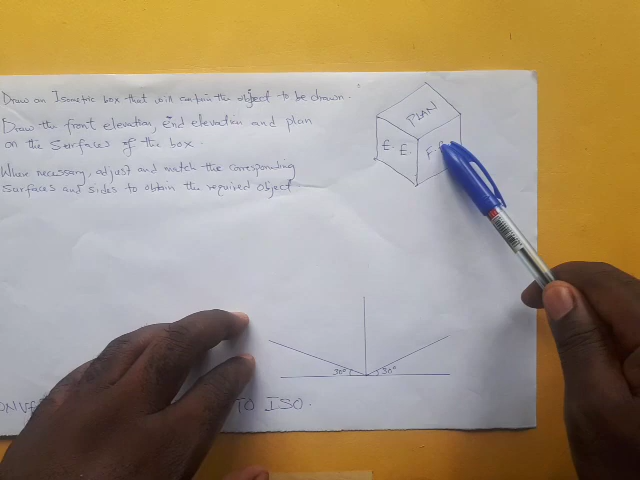 Draw an Isometric box that can contain the object to be drawn.
Draw the front elevation, end elevation and plan
on the surfaces of the box.
When necessary, adjust and match the corresponding
surfaces and sides to obtain the required object
PLAN
E. E.
F.
30° 30°
TO ISO.